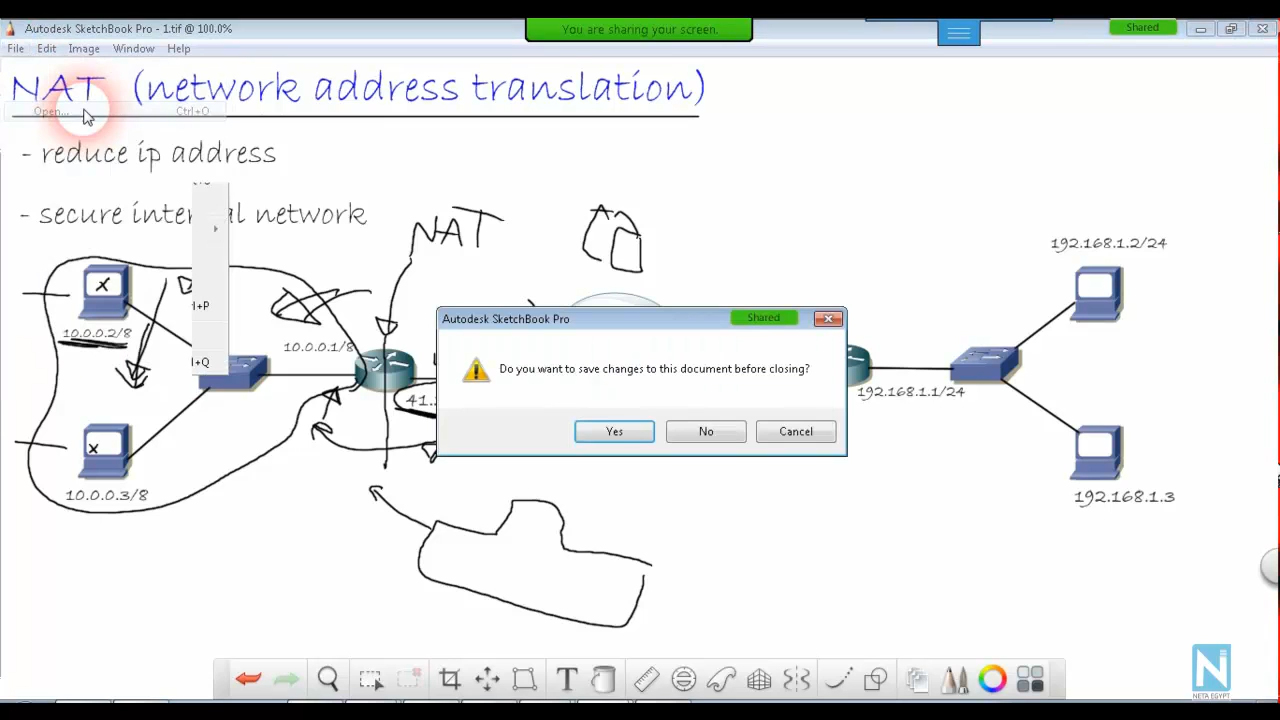 Autodesk SketchBook Pro - 1.tif @ 100.0%
You are sharing your screen.
Shared
File Edit Image Window Help
NAT (network address translation)
Open... Ctrl+O
- reduce ip address
- secure internal network
NAT
192.168.1.2/24
+P
10.0.0.2/8
10.0.0.1/8
+Q
Autodesk SketchBook Pro
Shared
Do you want to save changes to this document before closing?
Yes No Cancel
41.
192.168.1.1/24
10.0.0.3/8
192.168.1.3
T
N
NETA EGYPT